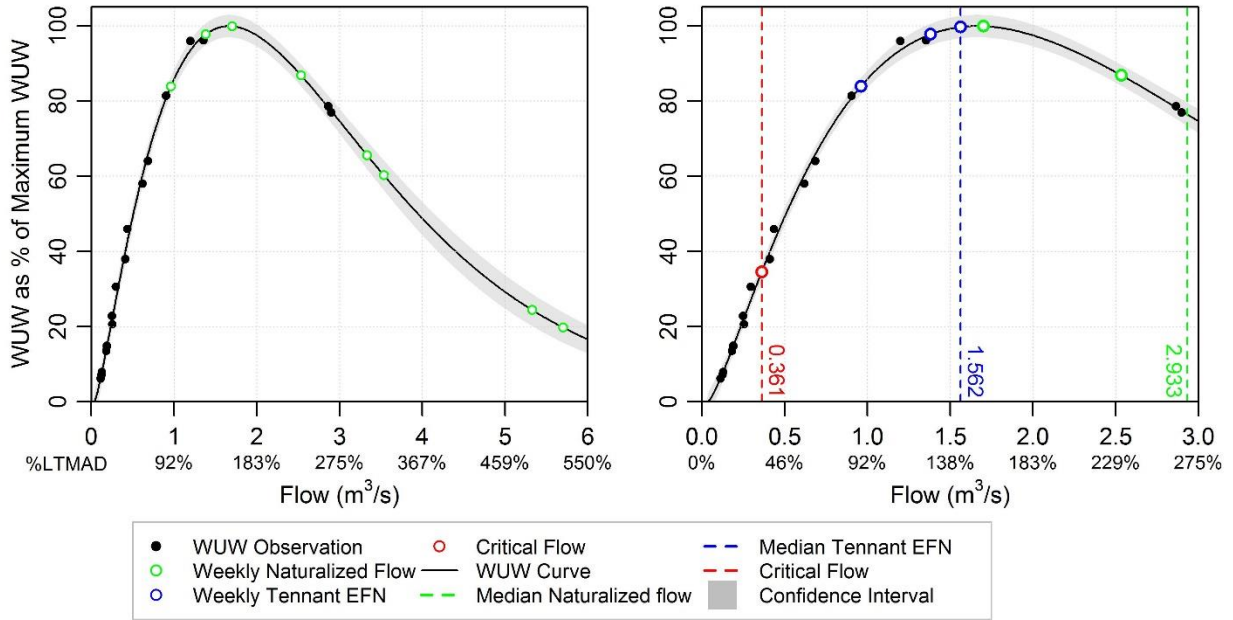 WUW as % of Maximum WUW
0 20 40 60 80 100
0 1 2 3 4 5 6
%LTMAD 92% 183% 275% 367% 459% 550%
Flow (m³/s)
0 20 40 60 80 100
0.361
1.562
2.933
0.0 0.5 1.0 1.5 2.0 2.5 3.0
0% 46% 92% 138% 183% 229% 275%
Flow (m³/s)
WUW Observation Critical Flow Median Tennant EFN
Weekly Naturalized Flow WUW Curve Critical Flow
Weekly Tennant EFN Median Naturalized flow Confidence Interval